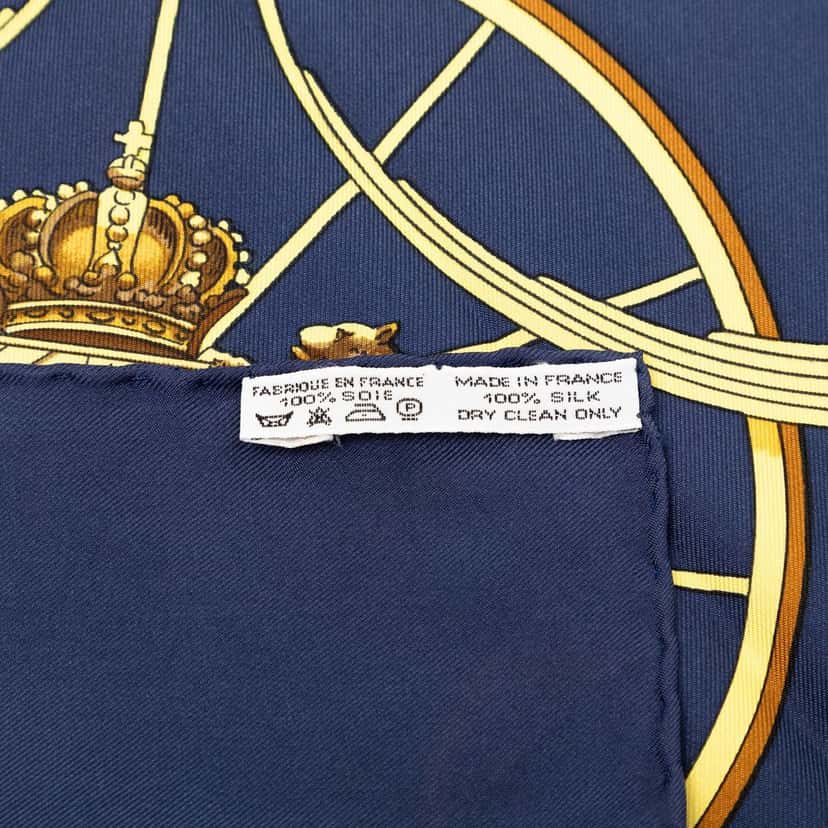 FABRIQUE EN FRANCE
100% SOIE
P
MADE IN FRANCE
100% SILK
DRY CLEAN ONLY